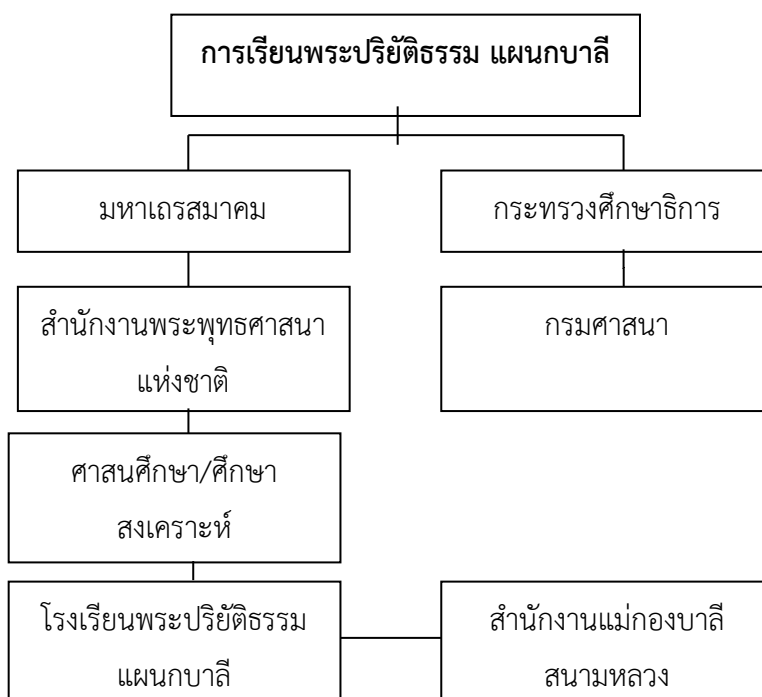 การเรียนพระปริยัติธรรม แผนกบาลี
มหาเถรสมาคม
กระทรวงศึกษาธิการ
สำนักงานพระพุทธศาสนา
แห่งชาติ
กรมศาสนา
ศาสนศึกษา/ศึกษา
สงเคราะห์
โรงเรียนพระปริยัติธรรม
แผนกบาลี
สำนักงานแม่กองบาลี
สนามหลวง